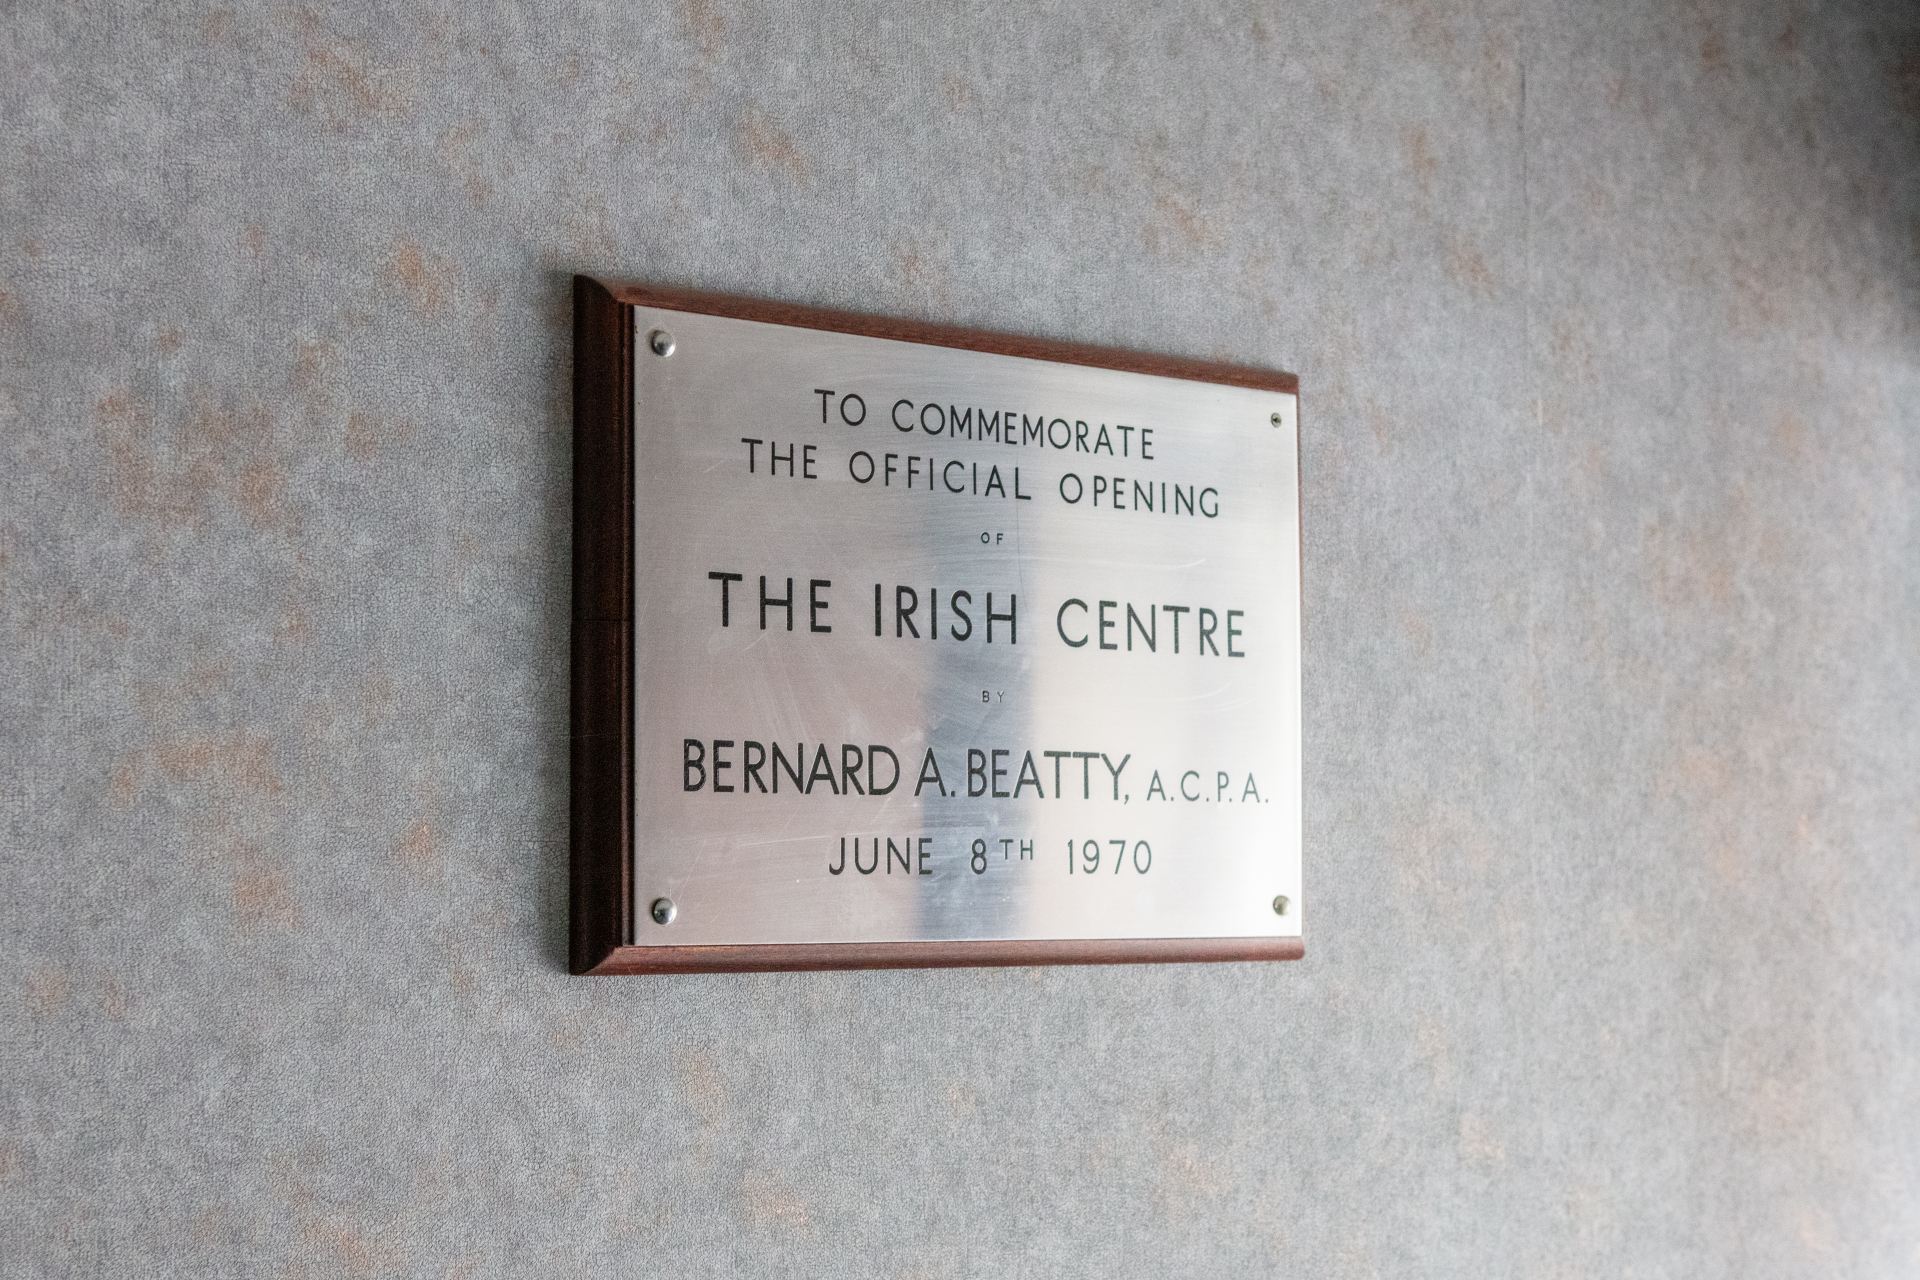 TO COMMEMORATE
THE OFFICIAL OPENING
OF
THE IRISH CENTRE
BY
BERNARD A. BEATTY, A.C.P.A.
JUNE 8TH 1970